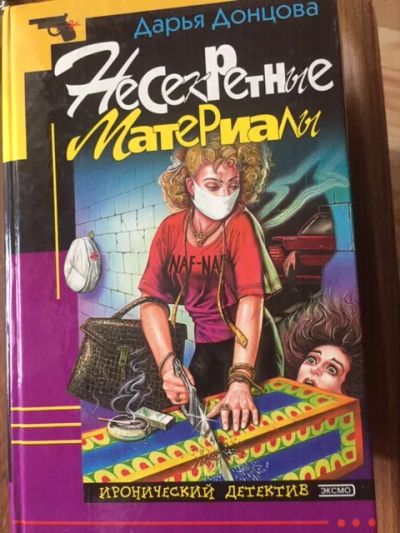 Дарья Донцова
Несекретные
Материалы
NAF-NAF
ИРОНИЧЕСКИЙ ДЕТЕКТИВ
ЭКСМО